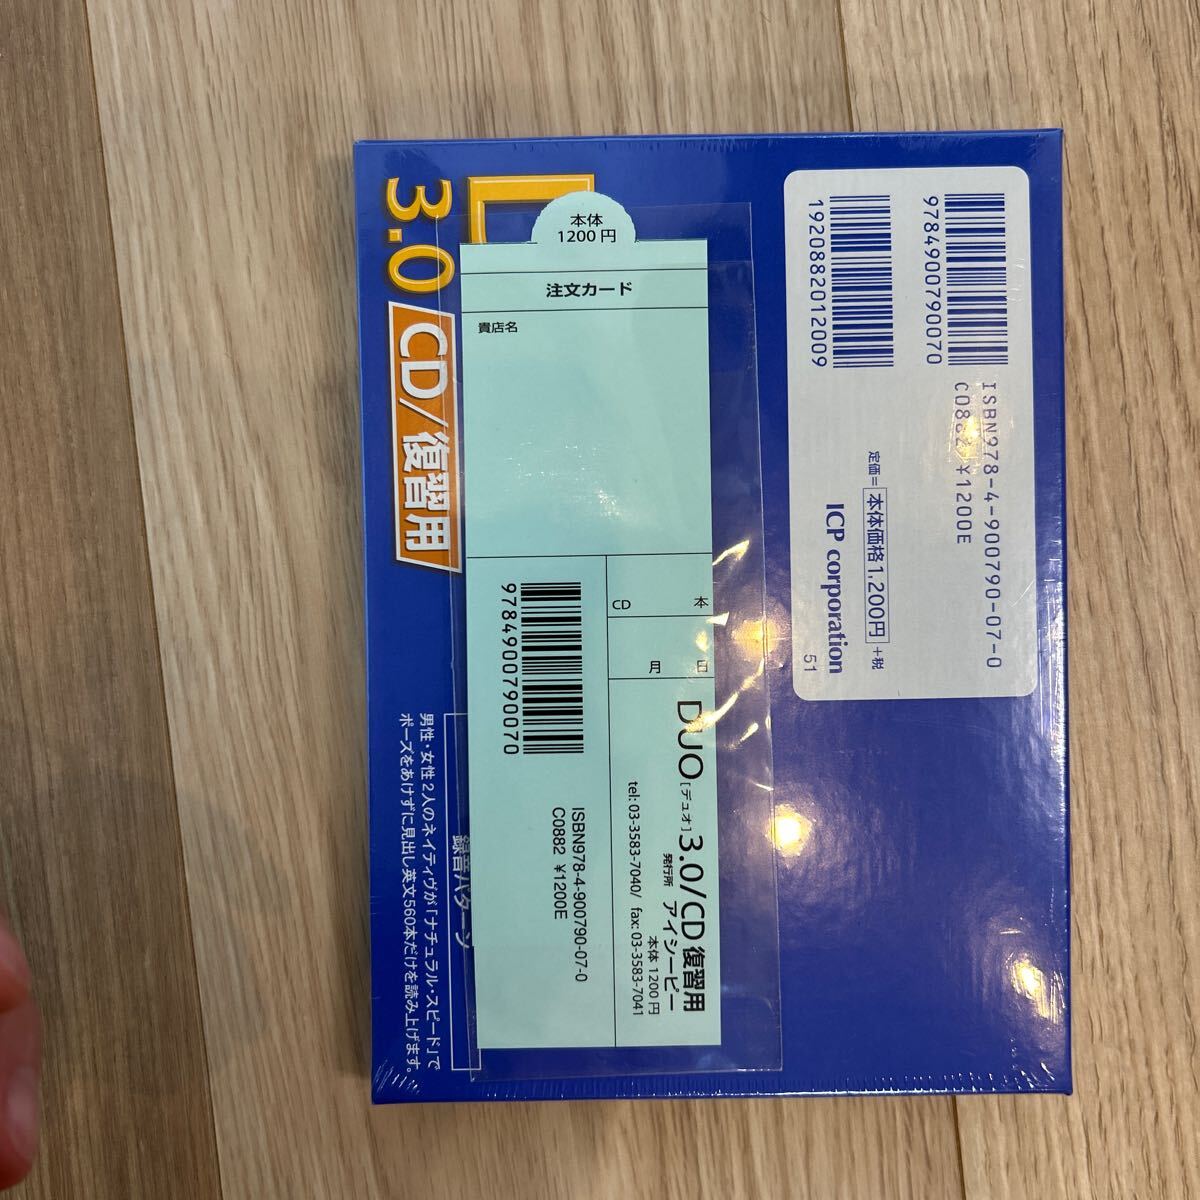 3.0
CD/復習用
男性・女性2人のネイティヴが「ナチュラル・スピード」で
ポーズをあけずに見出し英文560本だけを読み上げます。
録音パターン
本体
1200円
注文カード
貴店名
CD
本
月
日
9784900790070
ISBN978-4-900790-07-0
C0882 ¥1200E
DUO[デュオ]3.0/CD復習用
発行所 アイシーピー
本体1200円
tel: 03-3583-7040/ fax: 03-3583-7041
9784900790070
1920882012009
ISBN978-4-900790-07-0
C0882 ¥1200E
定価=本体価格1,200円+税
ICP corporation
51